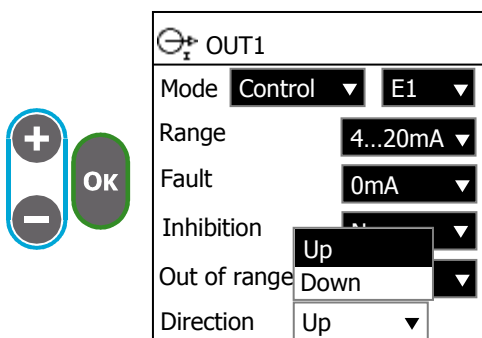 OUT1
Mode Control E1
Range 4...20mA
Fault 0mA
Inhibition
Up
Out of range Down
Direction Up
+
OK
−